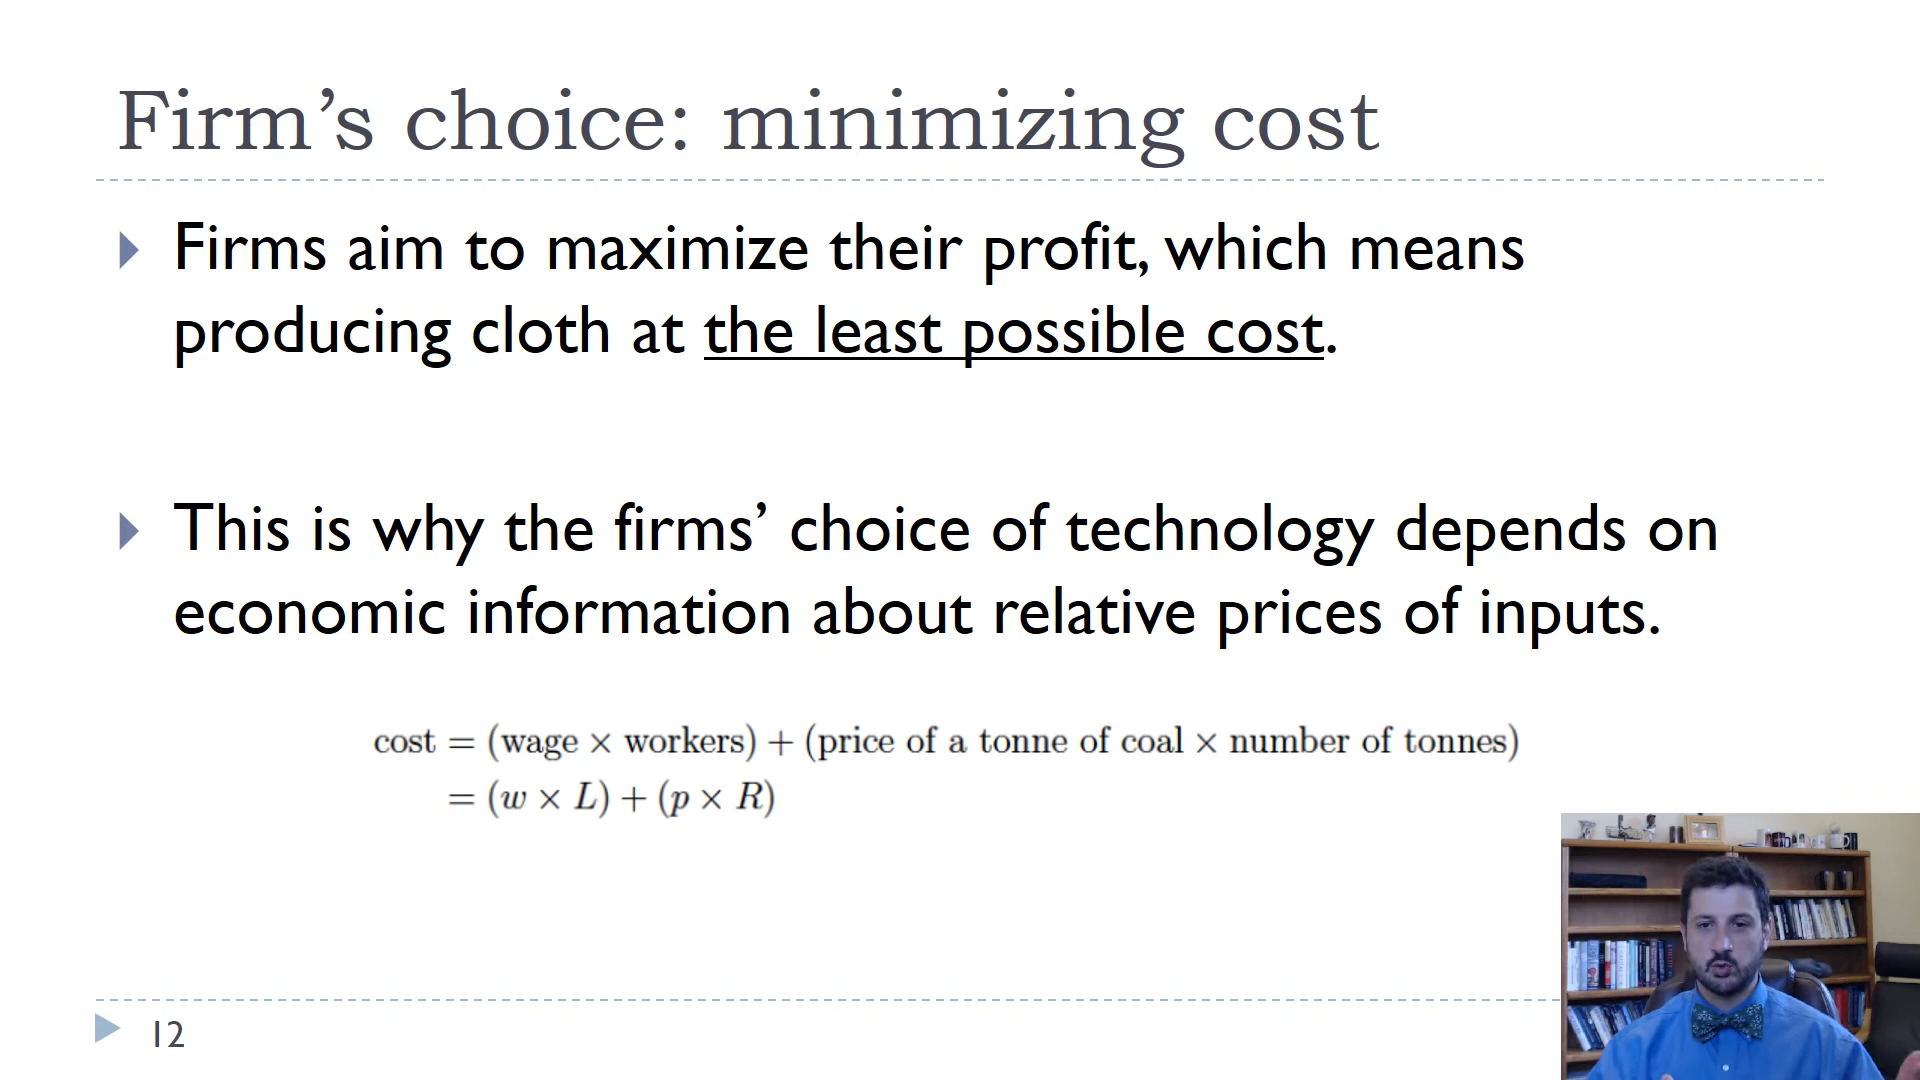 Firm’s choice: minimizing cost
Firms aim to maximize their profit, which means
producing cloth at the least possible cost.
This is why the firms’ choice of technology depends on
economic information about relative prices of inputs.
cost = (wage × workers) + (price of a tonne of coal × number of tonnes)
= (w × L) + (p × R)
12